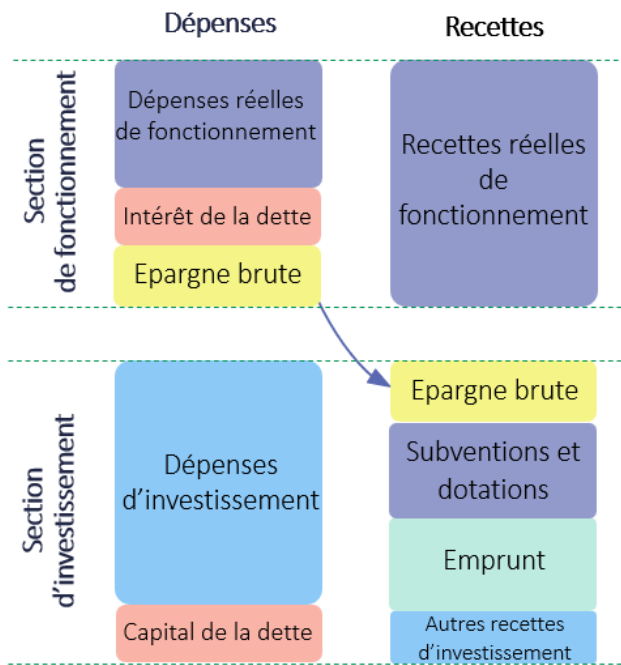 Dépenses
Recettes
Section
de fonctionnement
Dépenses réelles
de fonctionnement
Intérêt de la dette
Epargne brute
Recettes réelles
de
fonctionnement
Section
d'investissement
Dépenses
d'investissement
Capital de la dette
Epargne brute
Subventions et
dotations
Emprunt
Autres recettes
d'investissement